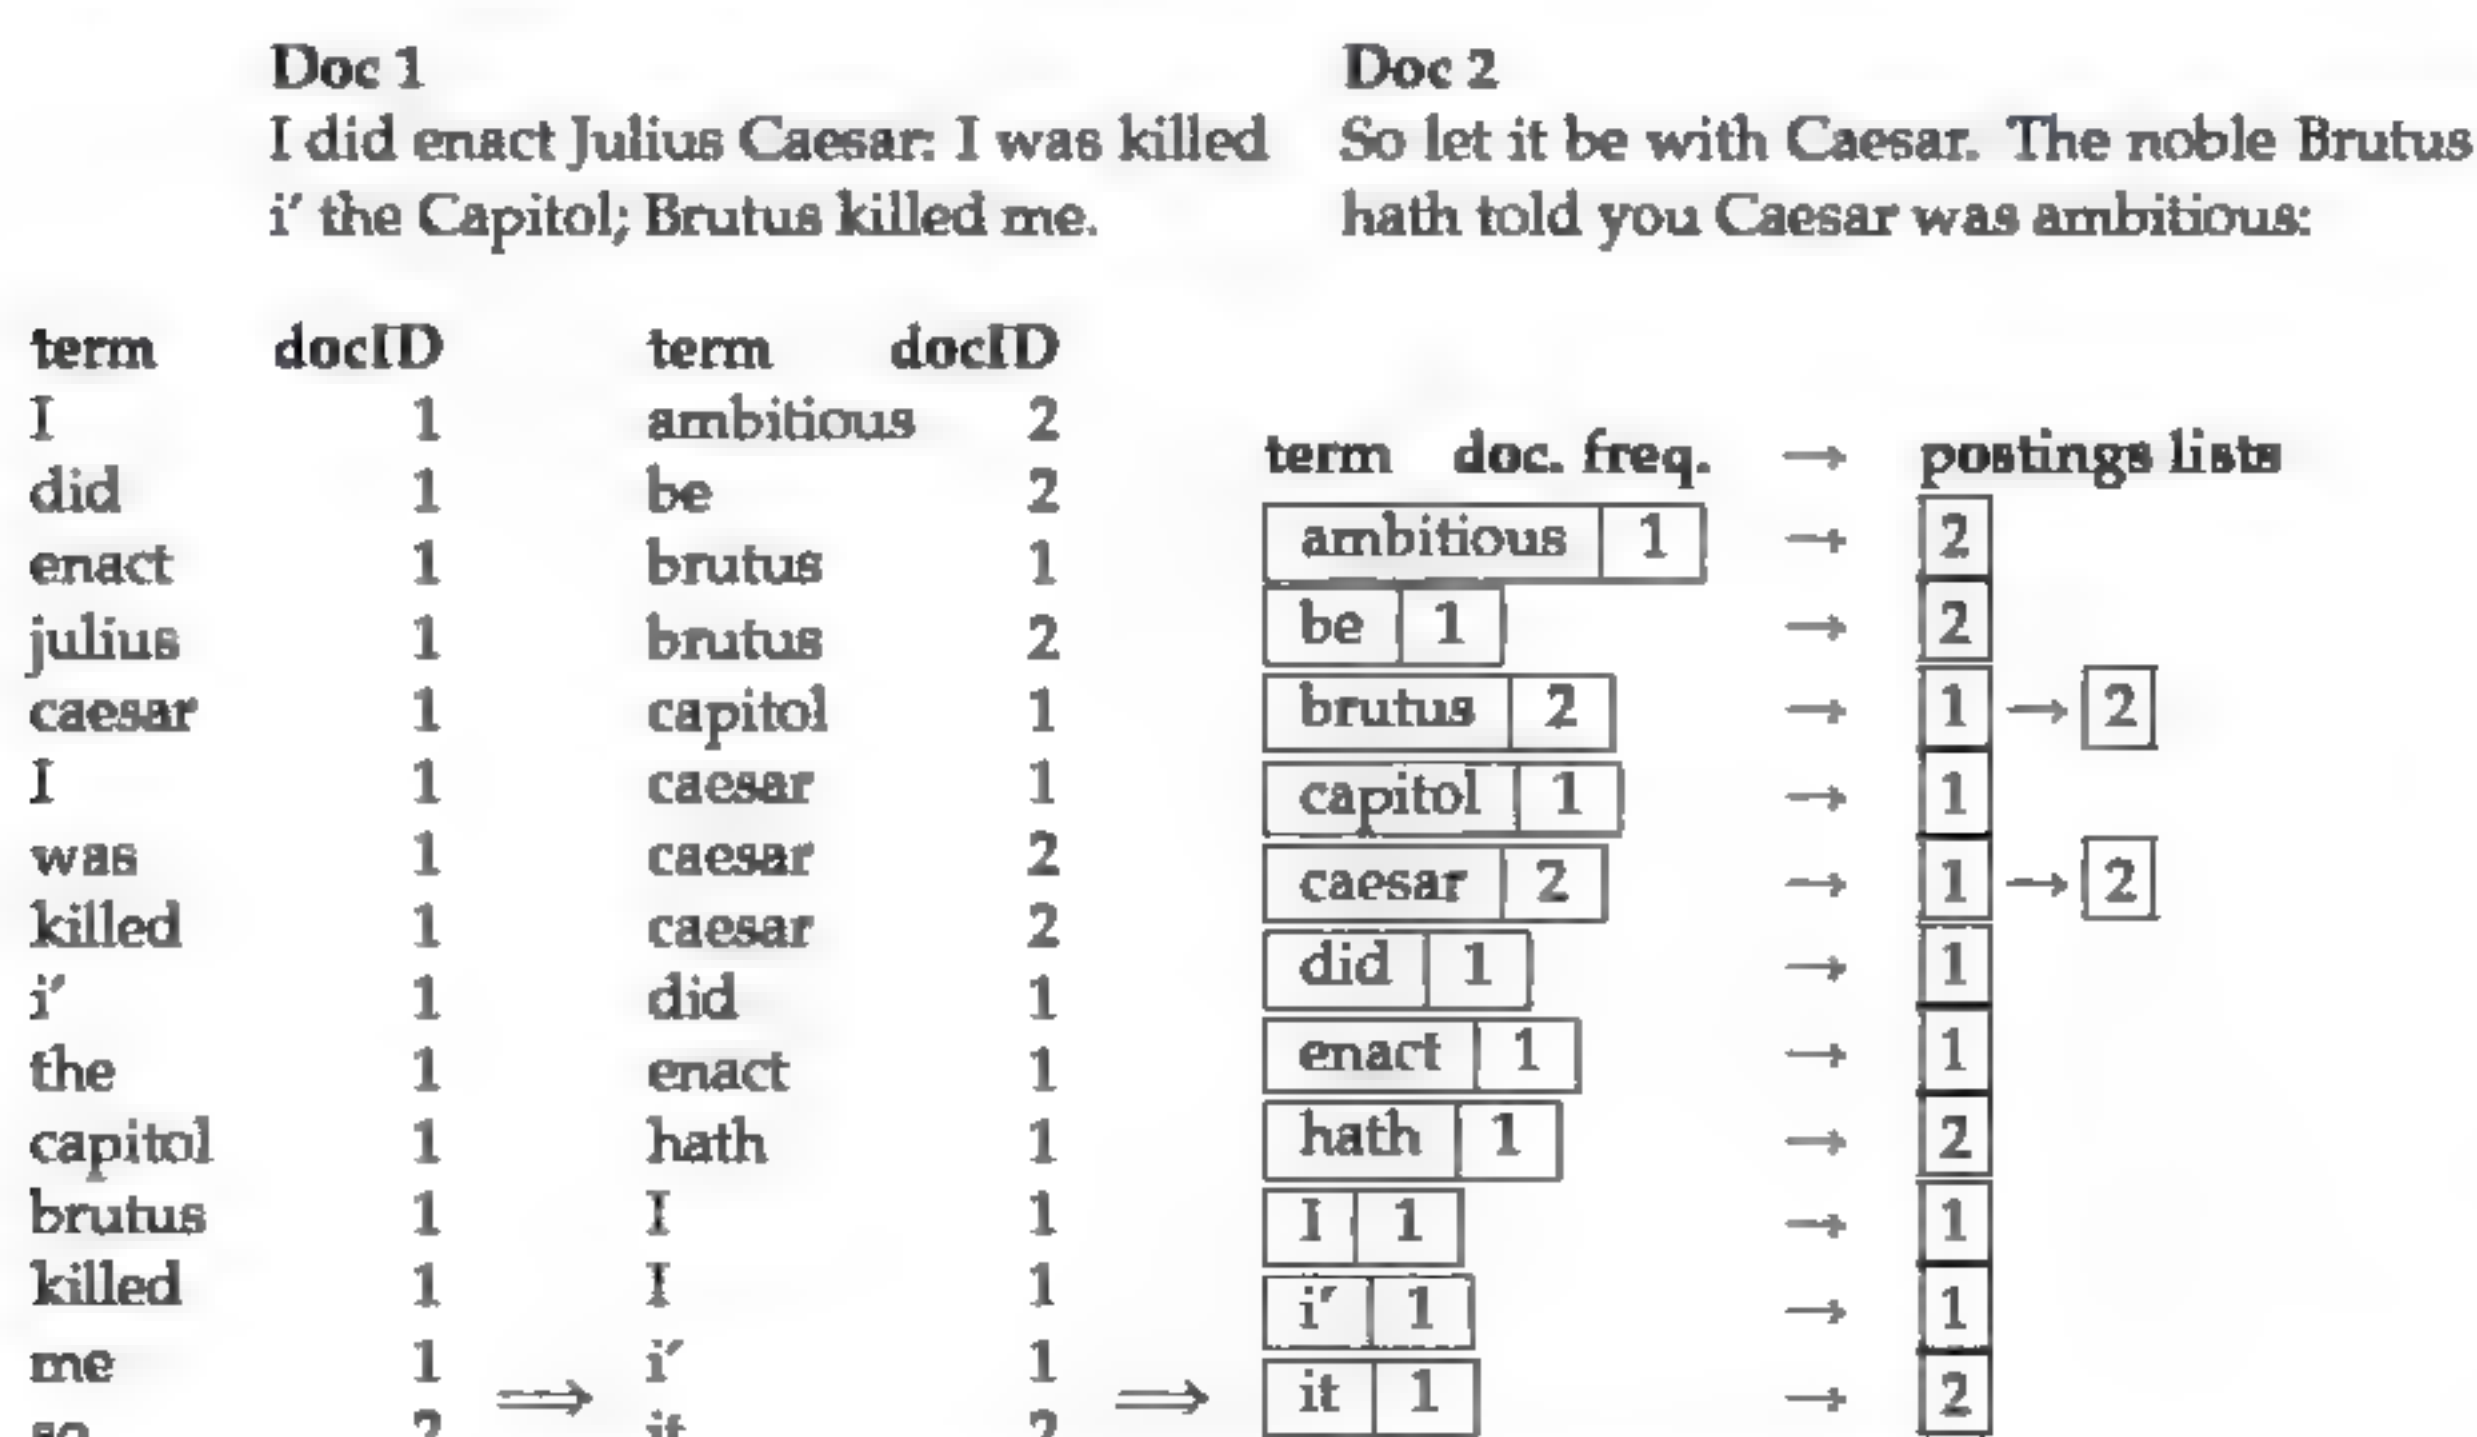 Doc 1
I did enact Julius Caesar: I was killed
i′ the Capitol; Brutus killed me.
Doc 2
So let it be with Caesar. The noble Brutus
hath told you Caesar was ambitious:
term docID
I 1
did 1
enact 1
julius 1
caesar 1
I 1
was 1
killed 1
i′ 1
the 1
capitol 1
brutus 1
killed 1
me 1
so 2
⟹
term docID
ambitious 2
be 2
brutus 1
brutus 2
capitol 1
caesar 1
caesar 2
caesar 2
did 1
enact 1
hath 1
I 1
I 1
i′ 1
it 2
⟹
term doc. freq. → postings lists
ambitious 1 → 2
be 1 → 2
brutus 2 → 1 → 2
capitol 1 → 1
caesar 2 → 1 → 2
did 1 → 1
enact 1 → 1
hath 1 → 2
I 1 → 1
i′ 1 → 1
it 1 → 2